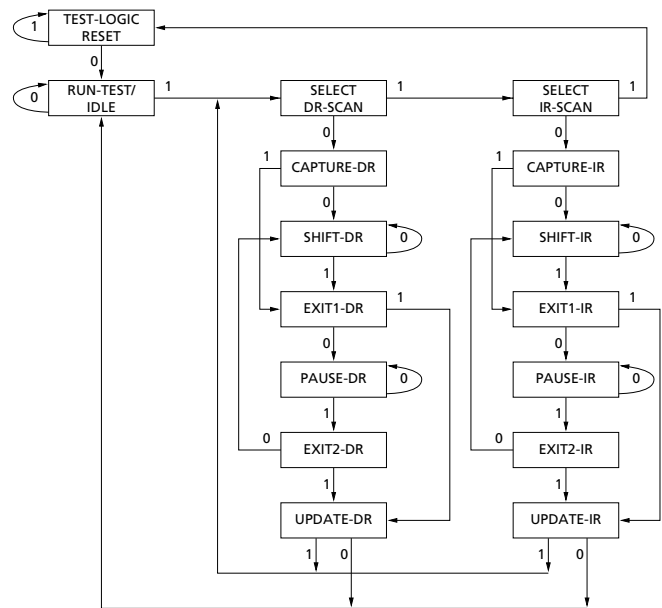 1
TEST-LOGIC
RESET
0
0
RUN-TEST/
IDLE
1
SELECT
DR-SCAN
1
SELECT
IR-SCAN
1
0
0
1
CAPTURE-DR
1
CAPTURE-IR
0
0
SHIFT-DR
0
SHIFT-IR
0
1
1
EXIT1-DR
1
EXIT1-IR
1
0
0
PAUSE-DR
0
PAUSE-IR
0
1
1
0
EXIT2-DR
0
EXIT2-IR
1
1
UPDATE-DR
UPDATE-IR
1
0
1
0